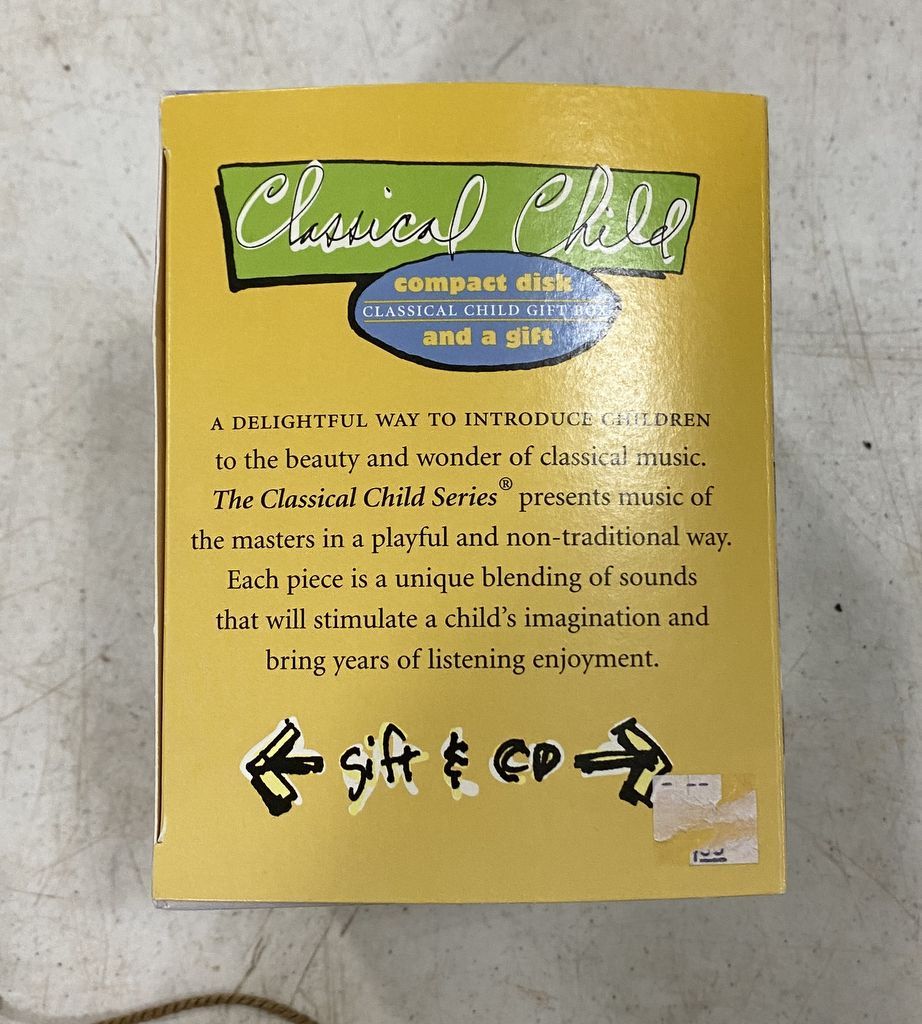 Classical Child
compact disk
CLASSICAL CHILD GIFT BOX
and a gift
A DELIGHTFUL WAY TO INTRODUCE CHILDREN
to the beauty and wonder of classical music.
The Classical Child Series® presents music of
the masters in a playful and non-traditional way.
Each piece is a unique blending of sounds
that will stimulate a child's imagination and
bring years of listening enjoyment.
gift & CD